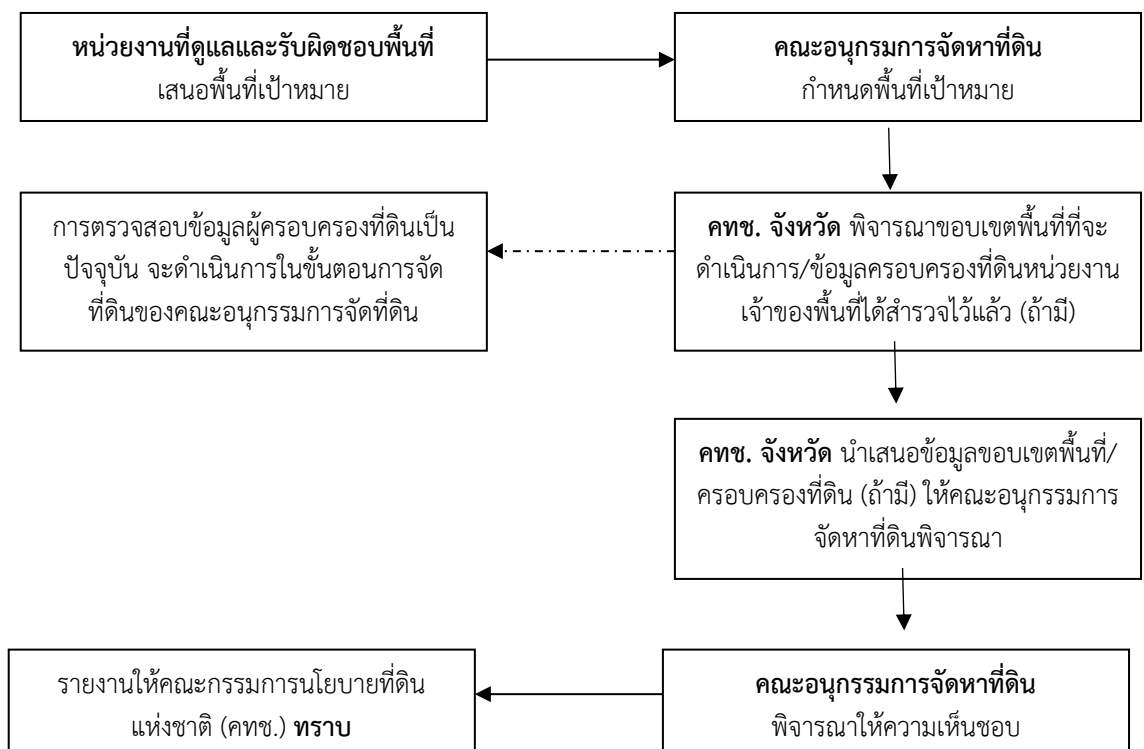 หน่วยงานที่ดูแลและรับผิดชอบพื้นที่
เสนอพื้นที่เป้าหมาย
คณะอนุกรมการจัดหาที่ดิน
กำหนดพื้นที่เป้าหมาย
คทช. จังหวัด พิจารณาขอบเขตพื้นที่ที่จะ
ดำเนินการ/ข้อมูลครอบครองที่ดินหน่วยงาน
เจ้าของพื้นที่ได้สำรวจไว้แล้ว (ถ้ามี)
การตรวจสอบข้อมูลผู้ครอบครองที่ดินเป็น
ปัจจุบัน จะดำเนินการในขั้นตอนการจัด
ที่ดินของคณะอนุกรรมการจัดที่ดิน
คทช. จังหวัด นำเสนอข้อมูลขอบเขตพื้นที่/
ครอบครองที่ดิน (ถ้ามี) ให้คณะอนุกรรมการ
จัดหาที่ดินพิจารณา
คณะอนุกรรมการจัดหาที่ดิน
พิจารณาให้ความเห็นชอบ
รายงานให้คณะกรรมการนโยบายที่ดิน
แห่งชาติ (คทช.) ทราบ